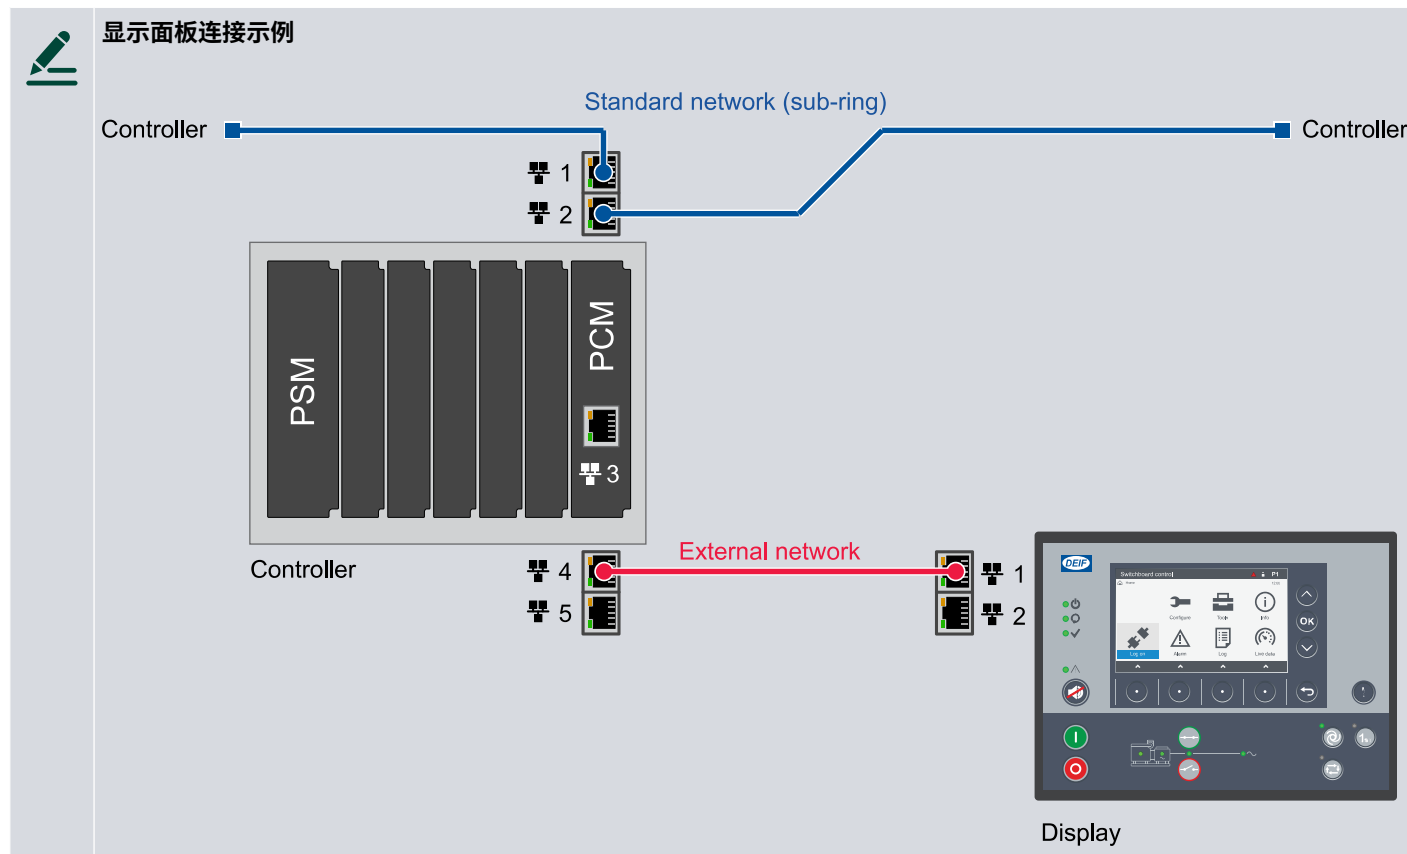 显示面板连接示例
Standard network (sub-ring)
Controller
Controller
1
2
PSM
PCM
3
Controller
External network
4
1
5
2
DEIF
Switchboard control
P1
Home
Configure
Tools
Info
OK
Log on
Alarm
Log
Live data
Display